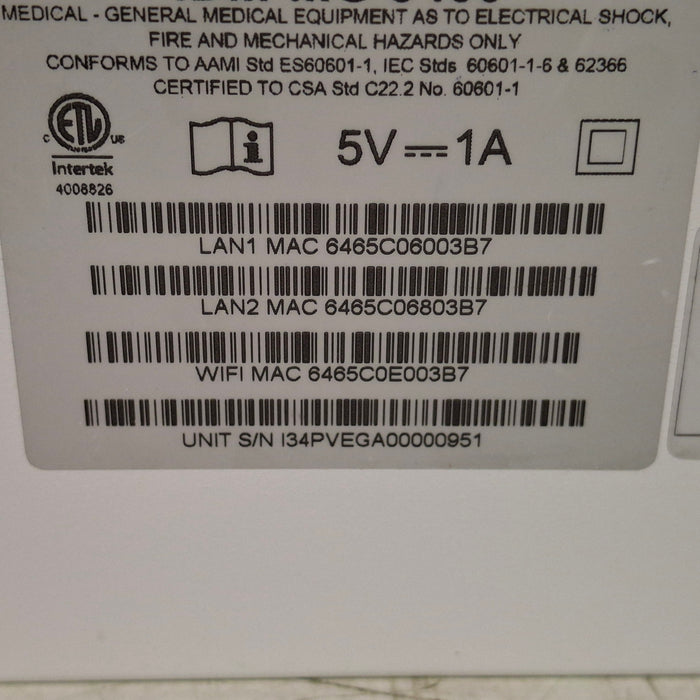 MEDICAL - GENERAL MEDICAL EQUIPMENT AS TO ELECTRICAL SHOCK,
FIRE AND MECHANICAL HAZARDS ONLY
CONFORMS TO AAMI Std ES60601-1, IEC Stds 60601-1-6 & 62366
CERTIFIED TO CSA Std C22.2 No. 60601-1
C ETL US
Intertek
4008826
i
5V⎓1A
LAN1 MAC 6465C06003B7
LAN2 MAC 6465C06803B7
WIFI MAC 6465C0E003B7
UNIT S/N I34PVEGA00000951